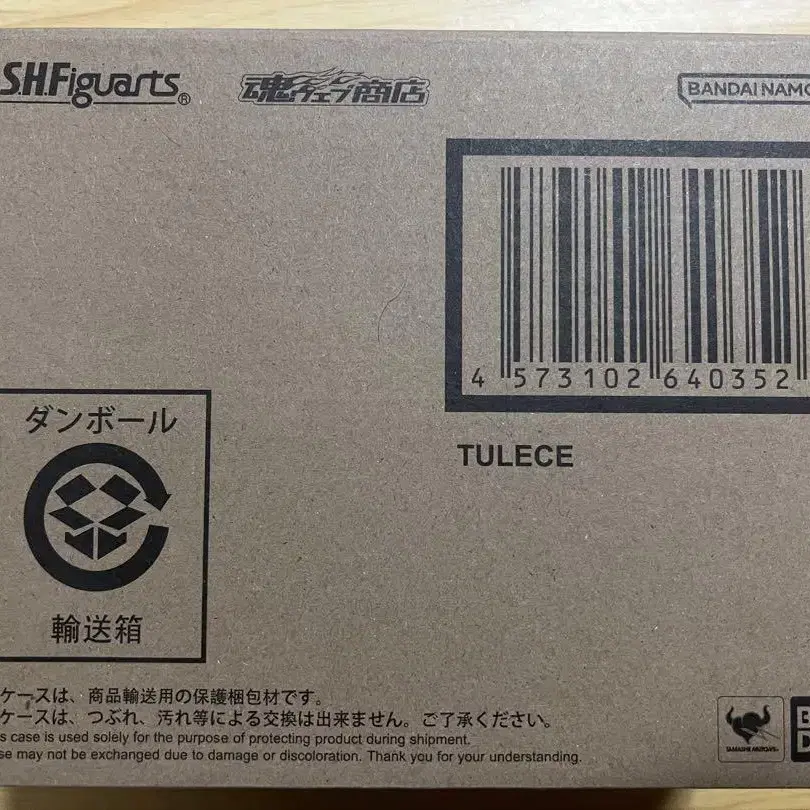 S.H.Figuarts®
魂ウェブ商店
BANDAI NAMCO
4 573102 640352
TULECE
ダンボール
輸送箱
ケースは、商品輸送用の保護梱包材です。
ケースは、つぶれ、汚れ等による交換は出来ません。ご了承ください。
s case is used solely for the purpose of protecting product during shipment.
se may not be exchanged due to damage or discoloration. Thank you for your understanding.
TAMASHII NATIONS
B
D